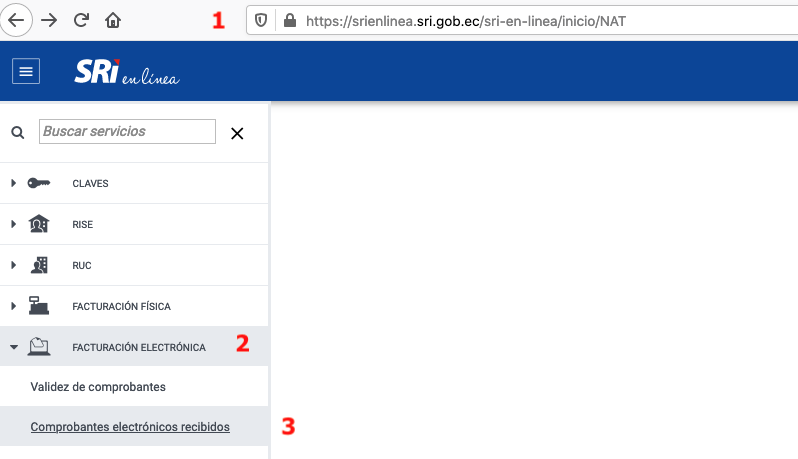 1 https://srienlinea.sri.gob.ec/sri-en-linea/inicio/NAT
SRi en línea
Buscar servicios
CLAVES
RISE
RUC
FACTURACIÓN FÍSICA
FACTURACIÓN ELECTRÓNICA 2
Validez de comprobantes
Comprobantes electrónicos recibidos 3